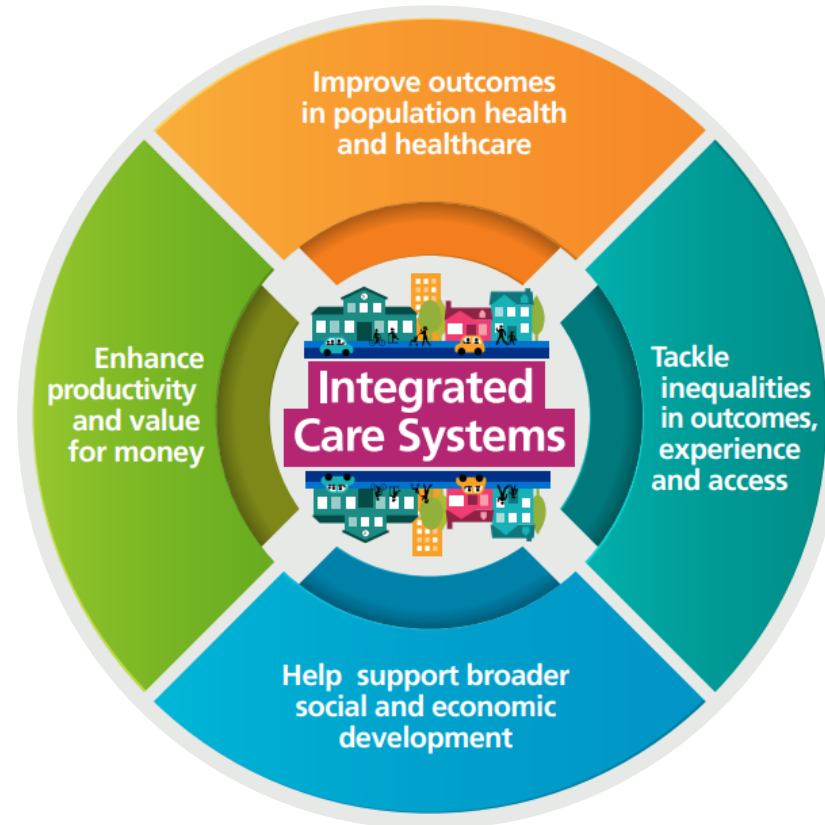 Improve outcomes
in population health
and healthcare
Enhance
productivity
and value
for money
Integrated
Care Systems
Tackle
inequalities
in outcomes,
experience
and access
Help support broader
social and economic
development